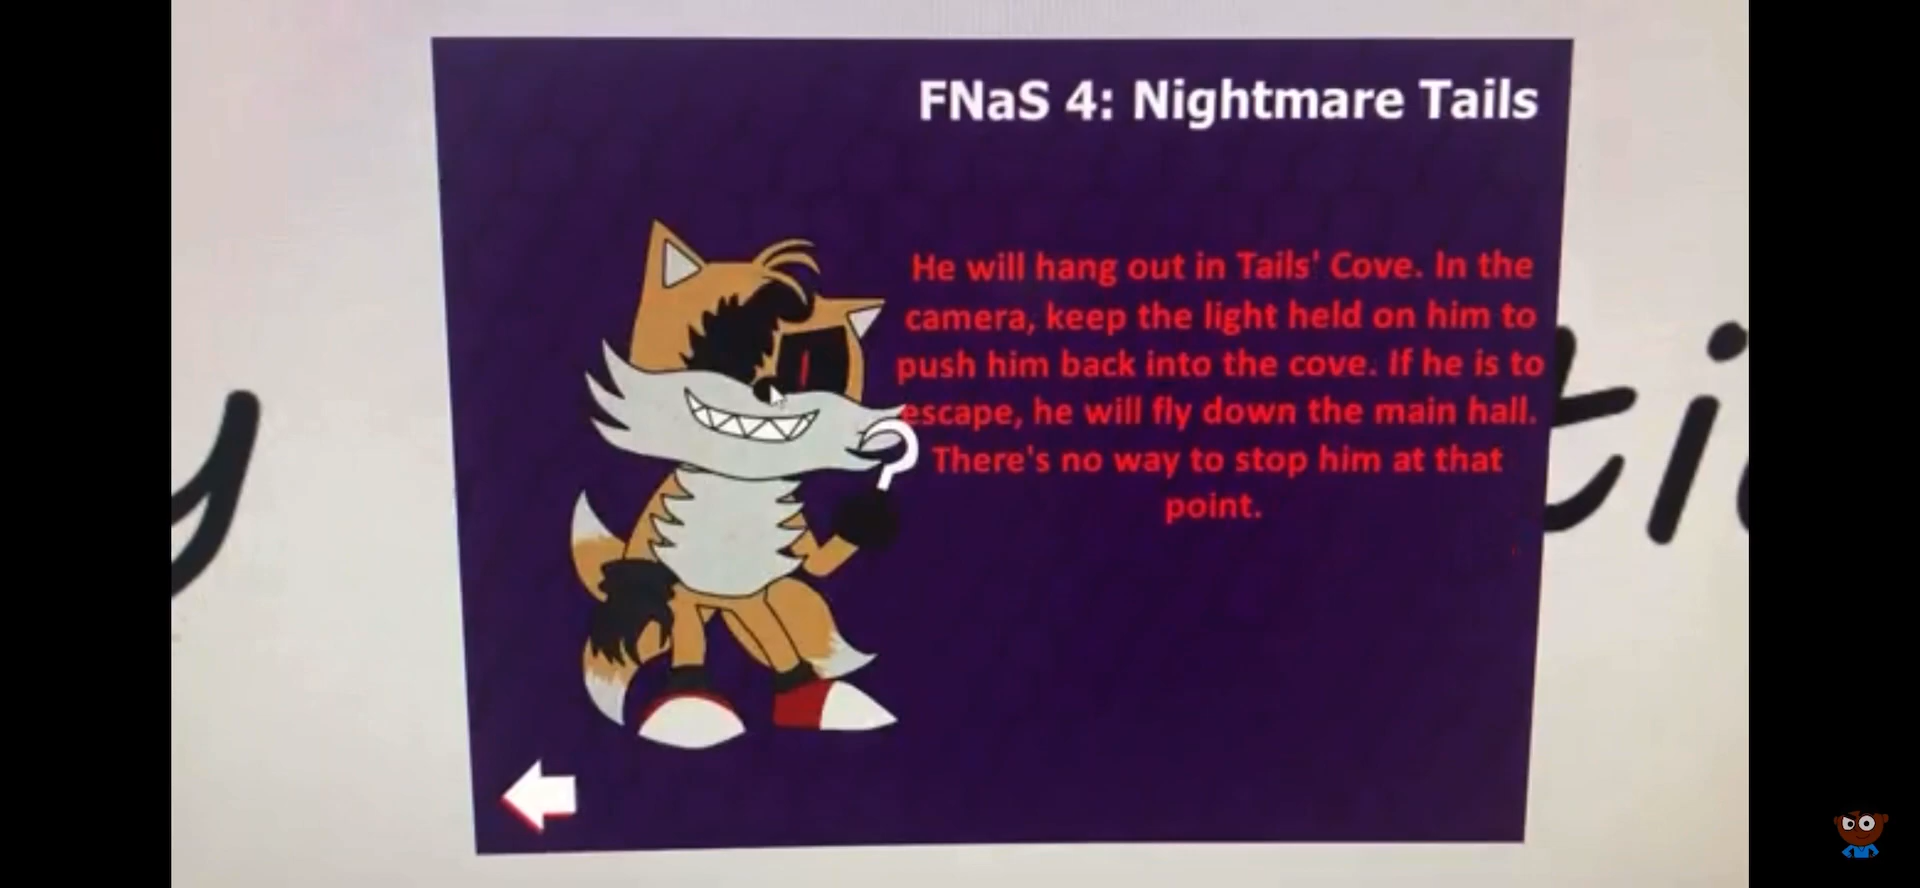 FNaS 4: Nightmare Tails
He will hang out in Tails' Cove. In the
camera, keep the light held on him to
push him back into the cove. If he is to
escape, he will fly down the main hall.
There's no way to stop him at that
point.